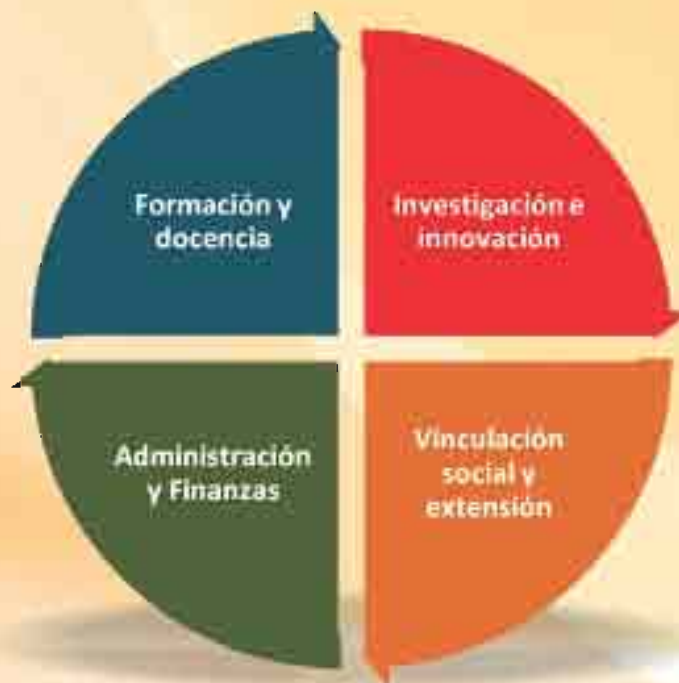 Formación y
docencia
Investigación e
innovación
Administración
y Finanzas
Vinculación
social y
extensión